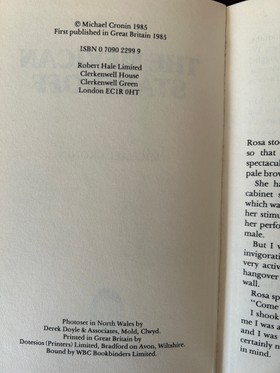 © Michael Cronin 1985
First published in Great Britain 1985
ISBN 0 7090 2299 9
Robert Hale Limited
Clerkenwell House
Clerkenwell Green
London EC1R 0HT
Photoset in North Wales by
Derek Doyle & Associates, Mold, Clwyd.
Printed in Great Britain by
Dotesios (Printers) Limited, Bradford on Avon, Wiltshire.
Bound by WBC Bookbinders Limited.
Rosa stoo
so that
spectacul
pale brow
She ha
cabinet s
which wa
her stimu
her perfo
male.
But I w
invigorati
very activ
hangover
wall.
Rosa sp
"Come
I shook
me I was a
and I was
certainly n
in mind.